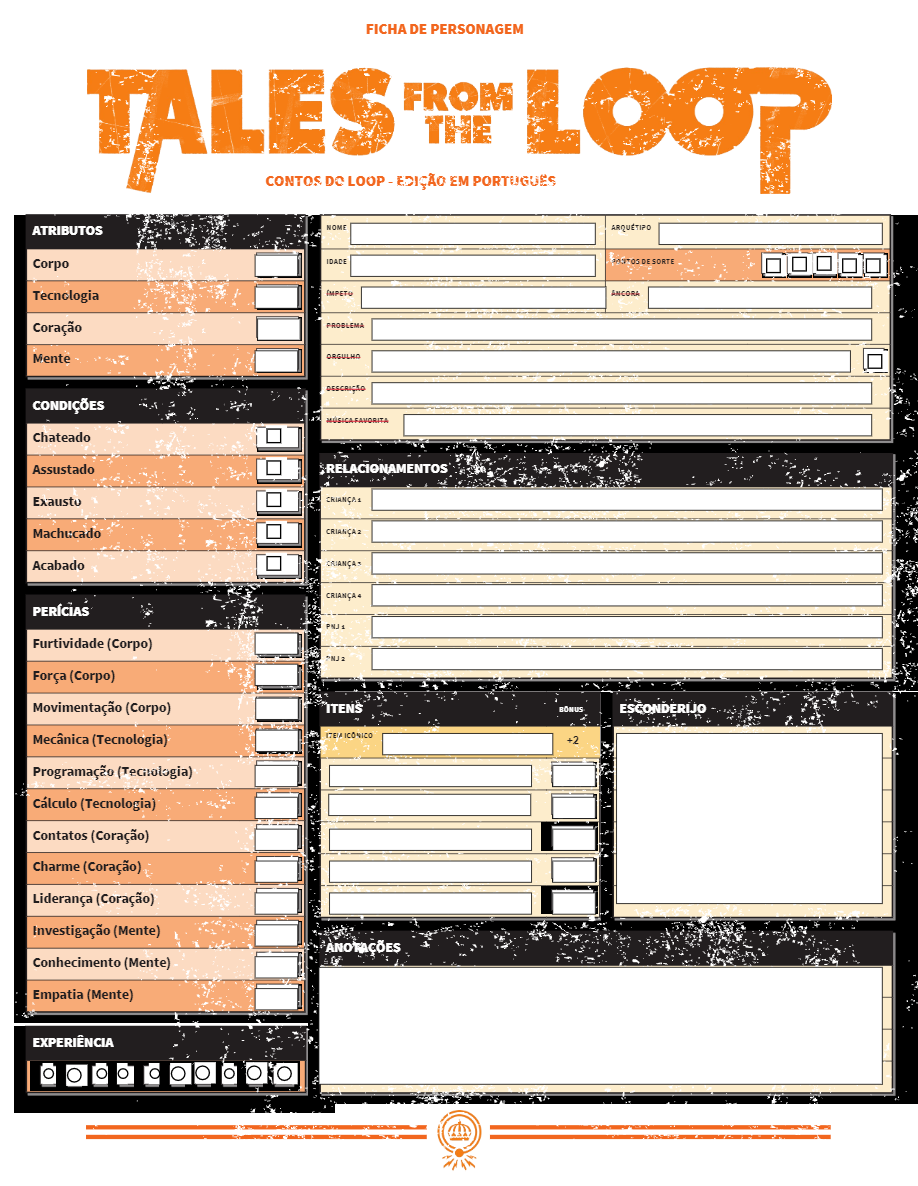 FICHA DE PERSONAGEM
TALES FROM THE LOOP
CONTOS DO LOOP - EDIÇÃO EM PORTUGUÊS
ATRIBUTOS
Corpo
Tecnologia
Coração
Mente
CONDIÇÕES
Chateado
Assustado
Exausto
Machucado
Acabado
PERÍCIAS
Furtividade (Corpo)
Força (Corpo)
Movimentação (Corpo)
Mecânica (Tecnologia)
Programação (Tecnologia)
Cálculo (Tecnologia)
Contatos (Coração)
Charme (Coração)
Liderança (Coração)
Investigação (Mente)
Conhecimento (Mente)
Empatia (Mente)
EXPERIÊNCIA
NOME
ARQUÉTIPO
IDADE
PONTOS DE SORTE
ÍMPETO
ÂNCORA
PROBLEMA
ORGULHO
DESCRIÇÃO
MÚSICA FAVORITA
RELACIONAMENTOS
CRIANÇA 1
CRIANÇA 2
CRIANÇA 3
CRIANÇA 4
PNJ 1
PNJ 2
ITENS
BÔNUS
ITEM ICÔNICO
+2
ESCONDERIJO
ANOTAÇÕES